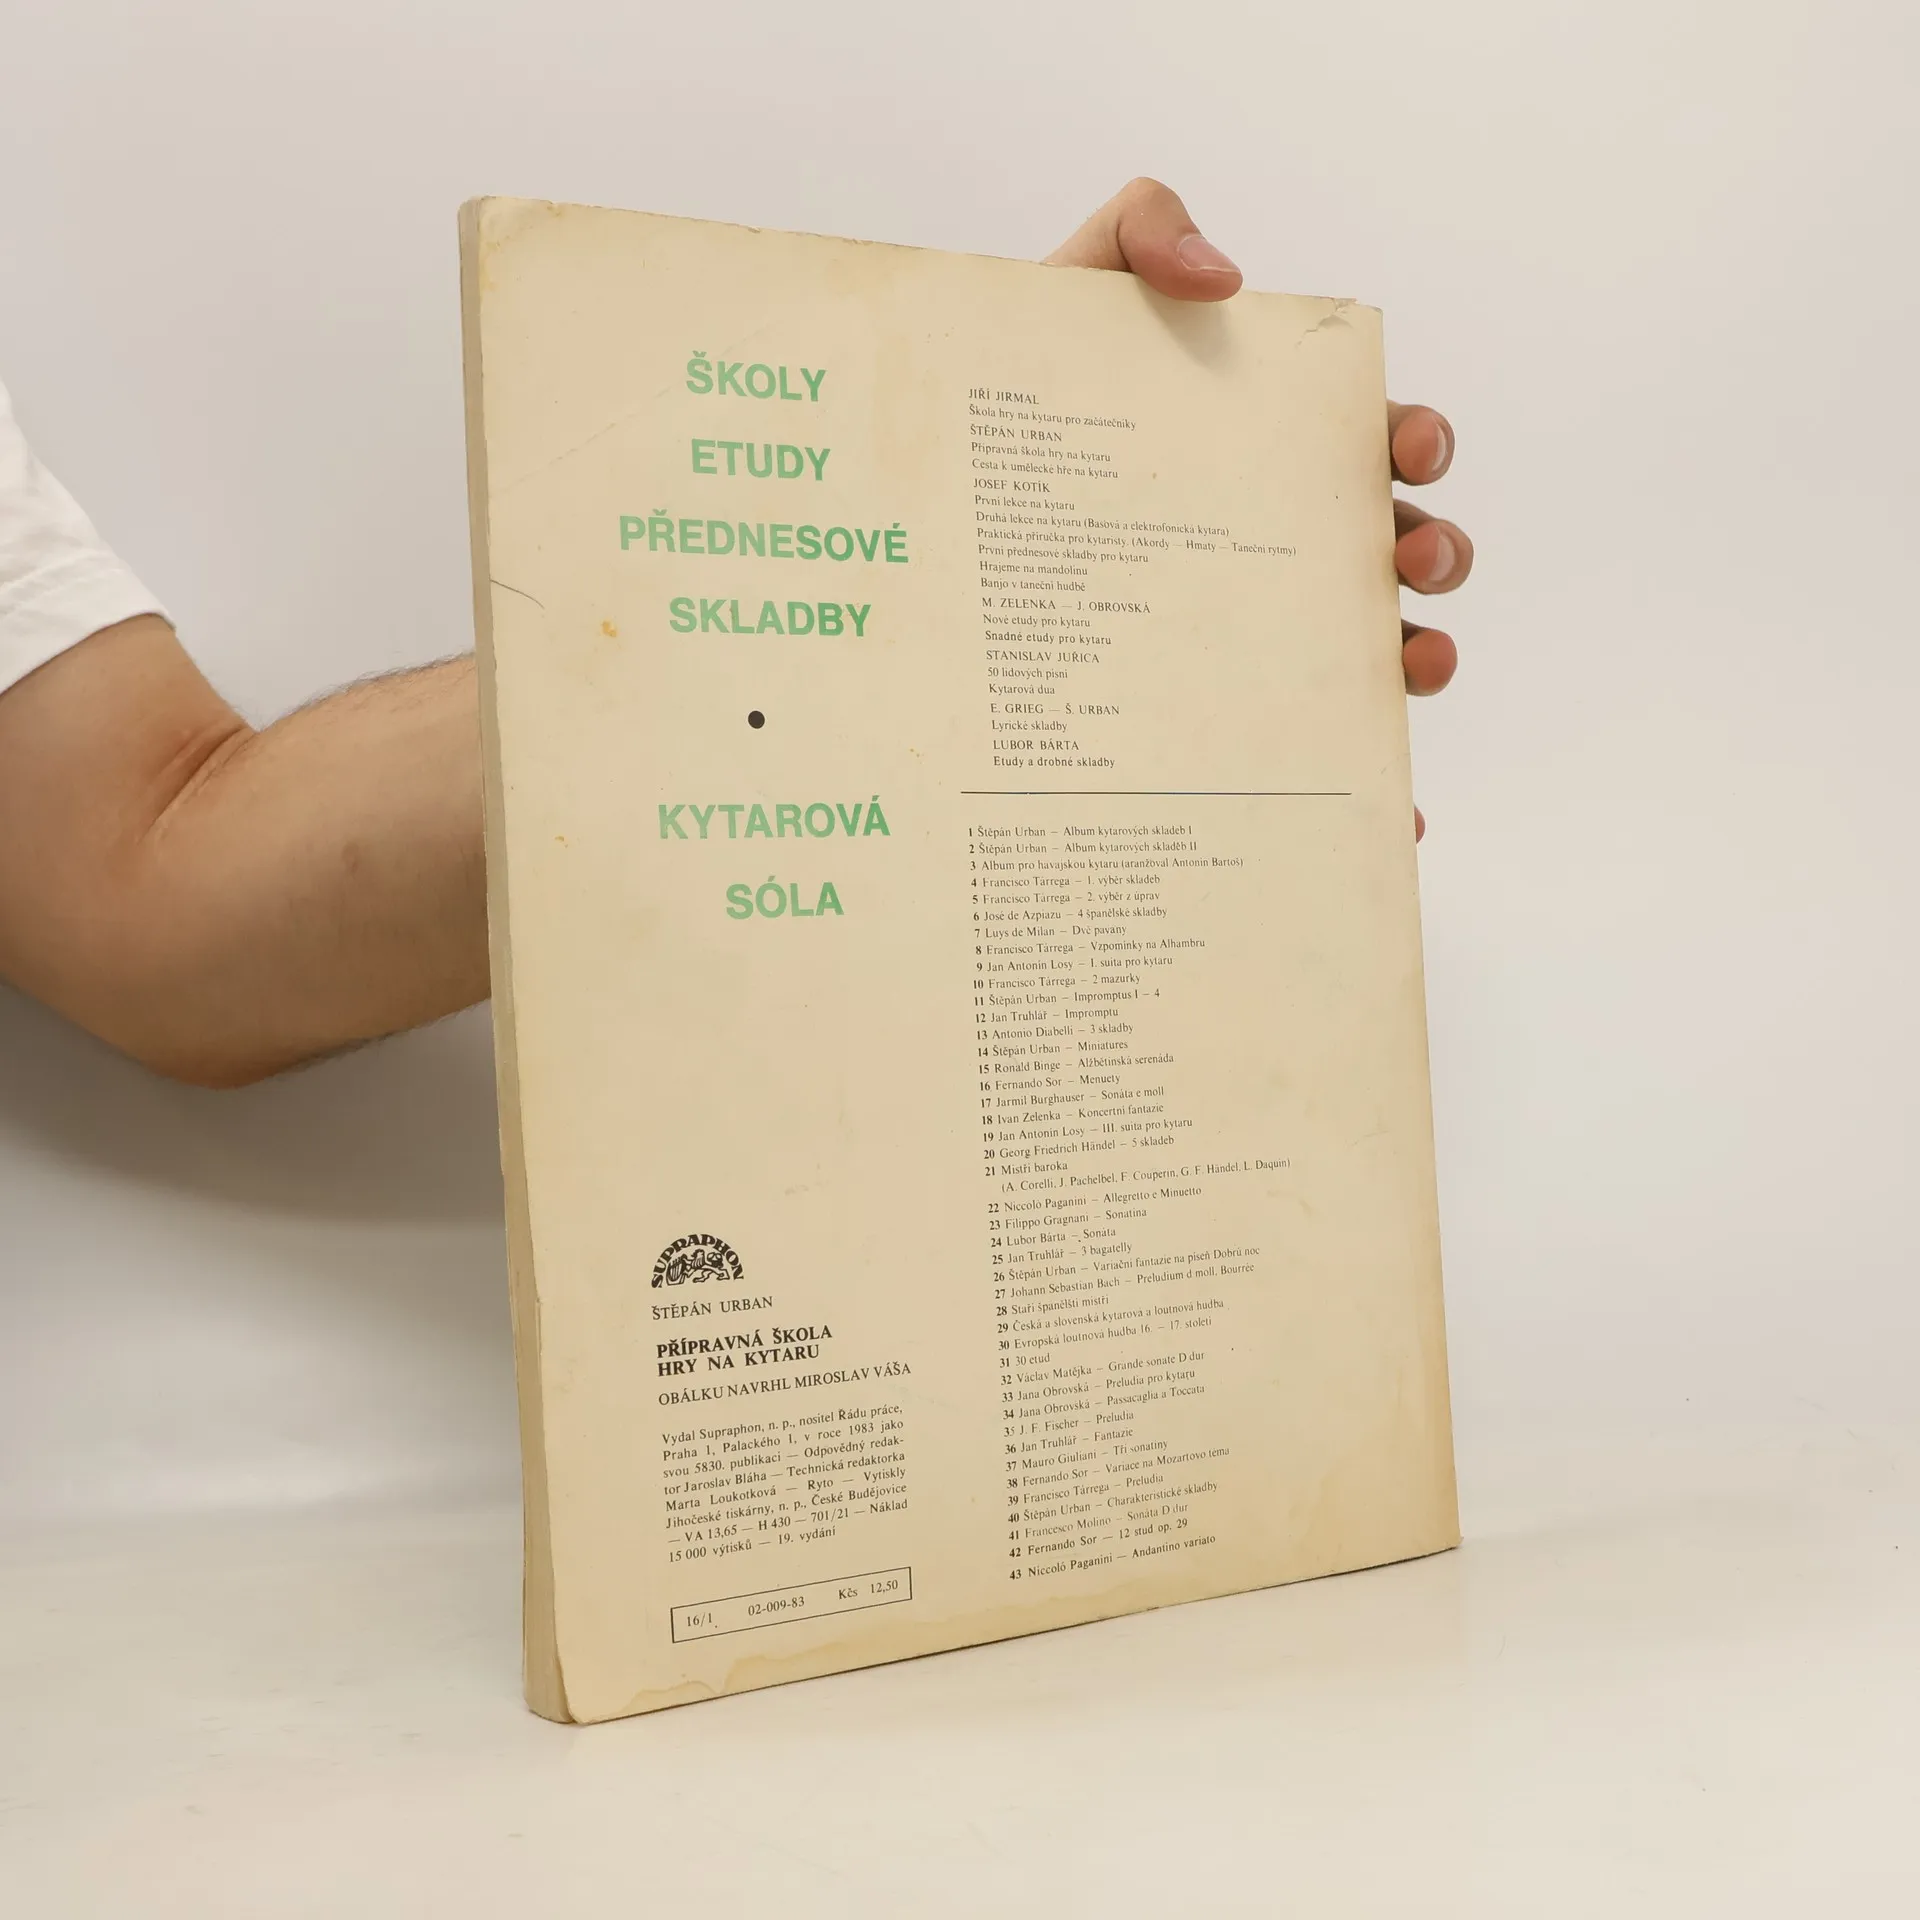 ŠKOLY
ETUDY
PŘEDNESOVÉ
SKLADBY
•
KYTAROVÁ
SÓLA
SUPRAPHON
ŠTĚPÁN URBAN
PŘÍPRAVNÁ ŠKOLA
HRY NA KYTARU
OBÁLKU NAVRHL MIROSLAV VÁŠA
Vydal Supraphon, n. p., nositel Řádu práce,
Praha 1, Palackého 1, v roce 1983 jako
svou 5830. publikaci — Odpovědný redak-
tor Jaroslav Bláha — Technická redaktorka
Marta Loukotková — Ryto — Vytiskly
Jihočeské tiskárny, n. p., České Budějovice
— VA 13,65 — H 430 — 701/21 — Náklad
15 000 výtisků — 19. vydání
16/1 02-009-83 Kčs 12,50
JIŘÍ JIRMAL
Škola hry na kytaru pro začátečníky
ŠTĚPÁN URBAN
Přípravná škola hry na kytaru
Cesta k umělecké hře na kytaru
JOSEF KOTÍK
První lekce na kytaru
Druhá lekce na kytaru (Basová a elektrofonická kytara)
Praktická příručka pro kytaristy. (Akordy — Hmaty — Taneční rytmy)
První přednesové skladby pro kytaru
Hrajeme na mandolínu
Banjo v taneční hudbě
M. ZELENKA — J. OBROVSKÁ
Nové etudy pro kytaru
Snadné etudy pro kytaru
STANISLAV JUŘICA
50 lidových písní
Kytarová dua
E. GRIEG — Š. URBAN
Lyrické skladby
LUBOR BÁRTA
Etudy a drobné skladby
1 Štěpán Urban — Album kytarových skladeb I
2 Štěpán Urban — Album kytarových skladeb II
3 Album pro havajskou kytaru (aranžoval Antonín Bartoš)
4 Francisco Tárrega — 1. výběr skladeb
5 Francisco Tárrega — 2. výběr z úprav
6 José de Azpiazu — 4 španělské skladby
7 Luys de Milan — Dvě pavany
8 Francisco Tárrega — Vzpomínky na Alhambru
9 Jan Antonín Losy — I. suita pro kytaru
10 Francisco Tárrega — 2 mazurky
11 Štěpán Urban — Impromptus 1 — 4
12 Jan Truhlář — Impromptu
13 Antonio Diabelli — 3 skladby
14 Štěpán Urban — Miniatures
15 Ronald Binge — Alžbětinská serenáda
16 Fernando Sor — Menuety
17 Jarmil Burghauser — Sonáta e moll
18 Ivan Zelenka — Koncertní fantazie
19 Jan Antonín Losy — III. suita pro kytaru
20 Georg Friedrich Händel — 5 skladeb
21 Mistři baroka
(A. Corelli, J. Pachelbel, F. Couperin, G. F. Händel, L. Daquin)
22 Niccoló Paganini — Allegretto e Minuetto
23 Filippo Gragnani — Sonatina
24 Lubor Bárta — Sonáta
25 Jan Truhlář — 3 bagatelly
26 Štěpán Urban — Variační fantazie na píseň Dobrú noc
27 Johann Sebastian Bach — Preludium d moll, Bourrée
28 Staří španělští mistři
29 Česká a slovenská kytarová a loutnová hudba
30 Evropská loutnová hudba 16. — 17. století
31 30 etud
32 Václav Matějka — Grande sonate D dur
33 Jana Obrovská — Preludia pro kytaru
34 Jana Obrovská — Passacaglia a Toccata
35 J. F. Fischer — Preludia
36 Jan Truhlář — Fantazie
37 Mauro Giuliani — Tři sonatiny
38 Fernando Sor — Variace na Mozartovo téma
39 Francisco Tárrega — Preludia
40 Štěpán Urban — Charakteristické skladby
41 Francesco Molino — Sonáta D dur
42 Fernando Sor — 12 stud op. 29
43 Niccoló Paganini — Andantino variato